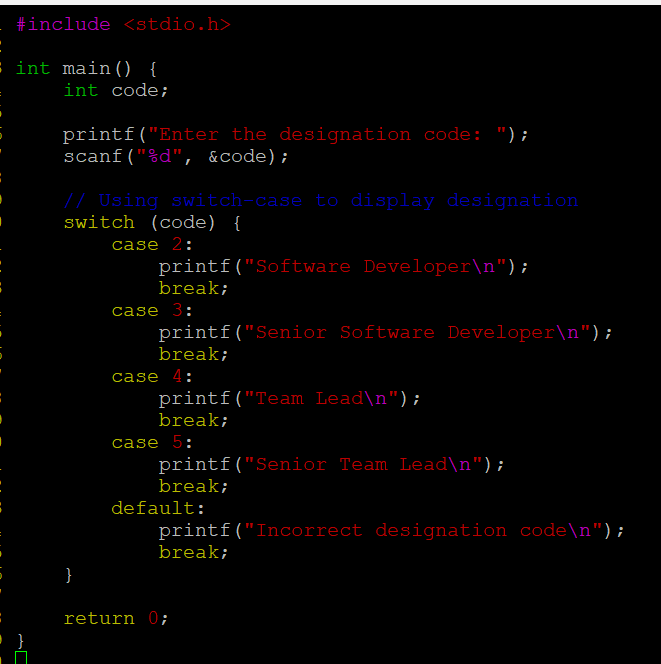 #include <stdio.h>
int main() {
    int code;
    printf("Enter the designation code: ");
    scanf("%d", &code);
    // Using switch-case to display designation
    switch (code) {
        case 2:
            printf("Software Developer\n");
            break;
        case 3:
            printf("Senior Software Developer\n");
            break;
        case 4:
            printf("Team Lead\n");
            break;
        case 5:
            printf("Senior Team Lead\n");
            break;
        default:
            printf("Incorrect designation code\n");
            break;
    }
    return 0;
}